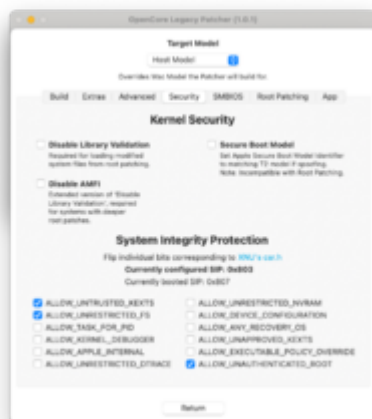 OpenCore Legacy Patcher (1.0.1)
Target Model
Host Model
Overrides Mac Model the Patcher will build for.
Build Extras Advanced Security SMBIOS Root Patching App
Kernel Security
Disable Library Validation
Required for loading modified
system files from root patching.
Secure Boot Model
Set Apple Secure Boot Model Identifier
to matching T2 model if spoofing.
Note: Incompatible with Root Patching.
Disable AMFI
Extended version of 'Disable
Library Validation', required
for systems with deeper
root patches.
System Integrity Protection
Flip individual bits corresponding to XNU's csr.h
Currently configured SIP: 0x803
Currently booted SIP: 0x807
ALLOW_UNTRUSTED_KEXTS ALLOW_UNRESTRICTED_NVRAM
ALLOW_UNRESTRICTED_FS ALLOW_DEVICE_CONFIGURATION
ALLOW_TASK_FOR_PID ALLOW_ANY_RECOVERY_OS
ALLOW_KERNEL_DEBUGGER ALLOW_UNAPPROVED_KEXTS
ALLOW_APPLE_INTERNAL ALLOW_EXECUTABLE_POLICY_OVERRIDE
ALLOW_UNRESTRICTED_DTRACE ALLOW_UNAUTHENTICATED_ROOT
Return